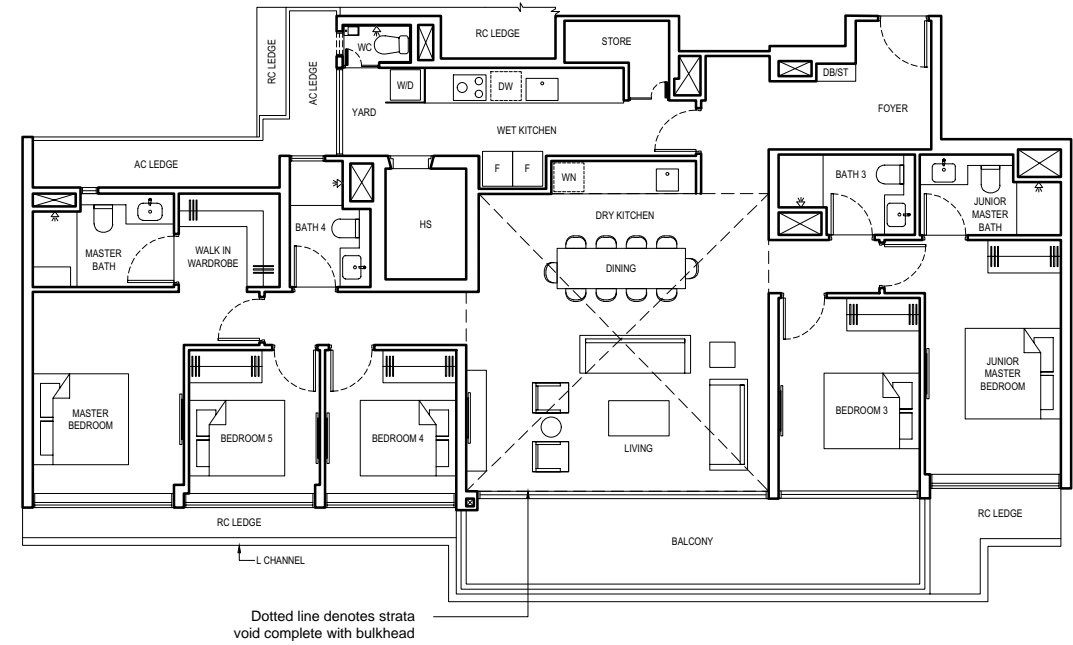 RC LEDGE
STORE
WC
RC LEDGE
AC LEDGE
W/D
DW
DB/ST
YARD
FOYER
WET KITCHEN
AC LEDGE
F
F
WN
BATH 3
JUNIOR
MASTER
BATH
DRY KITCHEN
HS
BATH 4
MASTER
BATH
WALK IN
WARDROBE
DINING
JUNIOR
MASTER
BEDROOM
MASTER
BEDROOM
BEDROOM 5
BEDROOM 4
BEDROOM 3
LIVING
RC LEDGE
RC LEDGE
BALCONY
L CHANNEL
Dotted line denotes strata
void complete with bulkhead